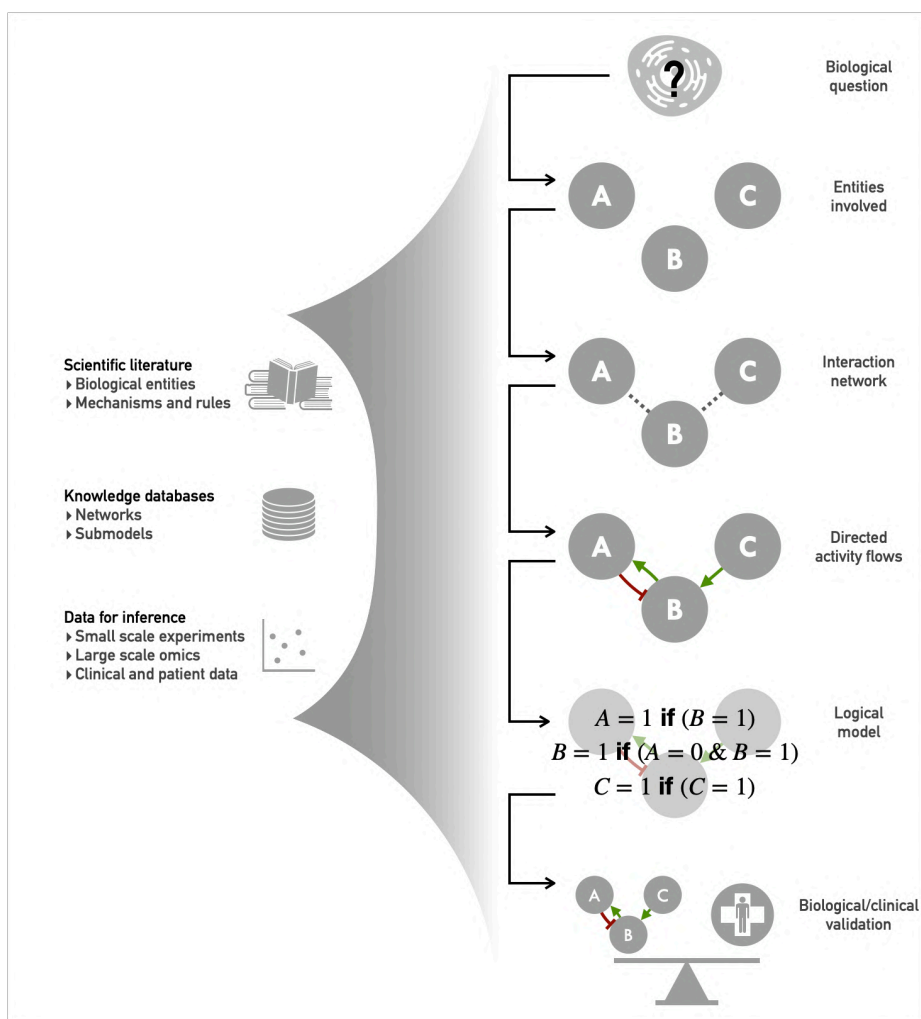 ?
Biological
question
A
C
B
Entities
involved
A
C
B
Interaction
network
A
C
B
Directed
activity flows
A = 1 if (B = 1)
B = 1 if (A = 0 & B = 1)
C = 1 if (C = 1)
Logical
model
A
C
B
Biological/clinical
validation
Scientific literature
▸ Biological entities
▸ Mechanisms and rules
Knowledge databases
▸ Networks
▸ Submodels
Data for inference
▸ Small scale experiments
▸ Large scale omics
▸ Clinical and patient data